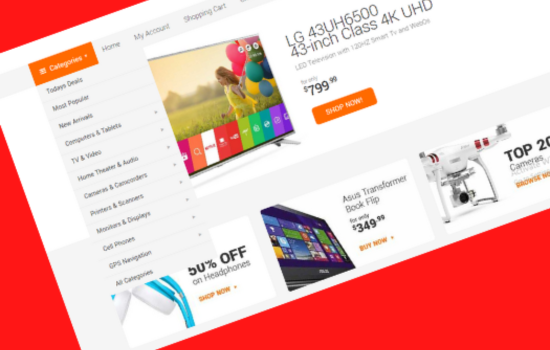 Home
My Account
Shopping Cart
Categories
Todays Deals
Most Popular
New Arrivals
Computers & Tablets
TV & Video
Home Theater & Audio
Cameras & Camcorders
Printers & Scanners
Monitors & Displays
Cell Phones
GPS Navigation
All Categories
LG 43UH6500
43-inch Class 4K UHD
LED Television with 120HZ Smart Tv and WebOs
for only
$799.99
SHOP NOW!
50% OFF
on Headphones
SHOP NOW
Asus Transformer
Book Flip
for only
$349.99
BUY NOW
TOP 20
Cameras
BROWSE NO